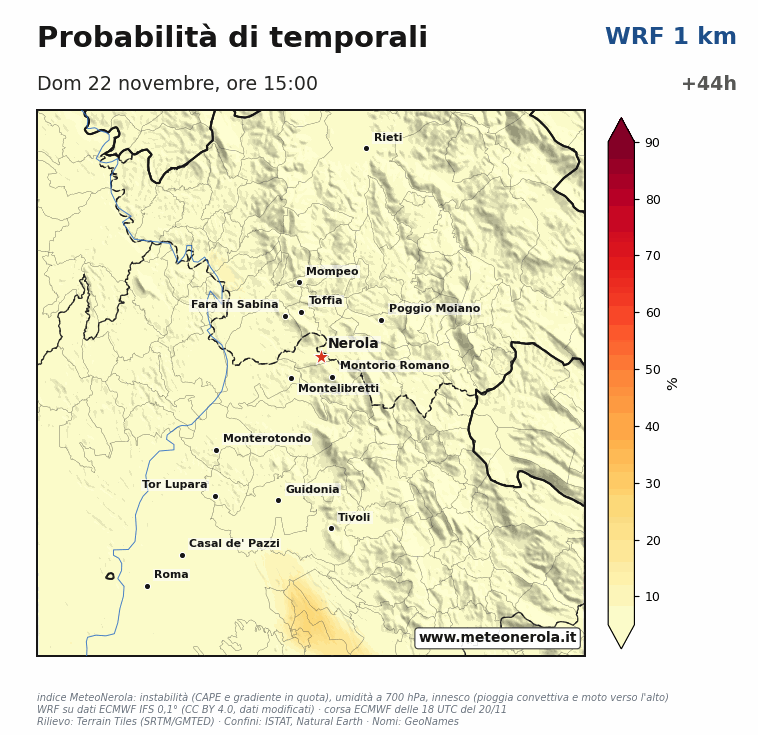 Probabilità di temporali
WRF 1 km
Dom 22 novembre, ore 15:00
+44h
Rieti
Mompeo
Fara in Sabina
Toffia
Poggio Moiano
Nerola
Montorio Romano
Montelibretti
Monterotondo
Tor Lupara
Guidonia
Tivoli
Casal de' Pazzi
Roma
www.meteonerola.it
90
80
70
60
50
40
30
20
10
%
indice MeteoNerola: instabilità (CAPE e gradiente in quota), umidità a 700 hPa, innesco (pioggia convettiva e moto verso l'alto)
WRF su dati ECMWF IFS 0,1° (CC BY 4.0, dati modificati) · corsa ECMWF delle 18 UTC del 20/11
Rilievo: Terrain Tiles (SRTM/GMTED) · Confini: ISTAT, Natural Earth · Nomi: GeoNames